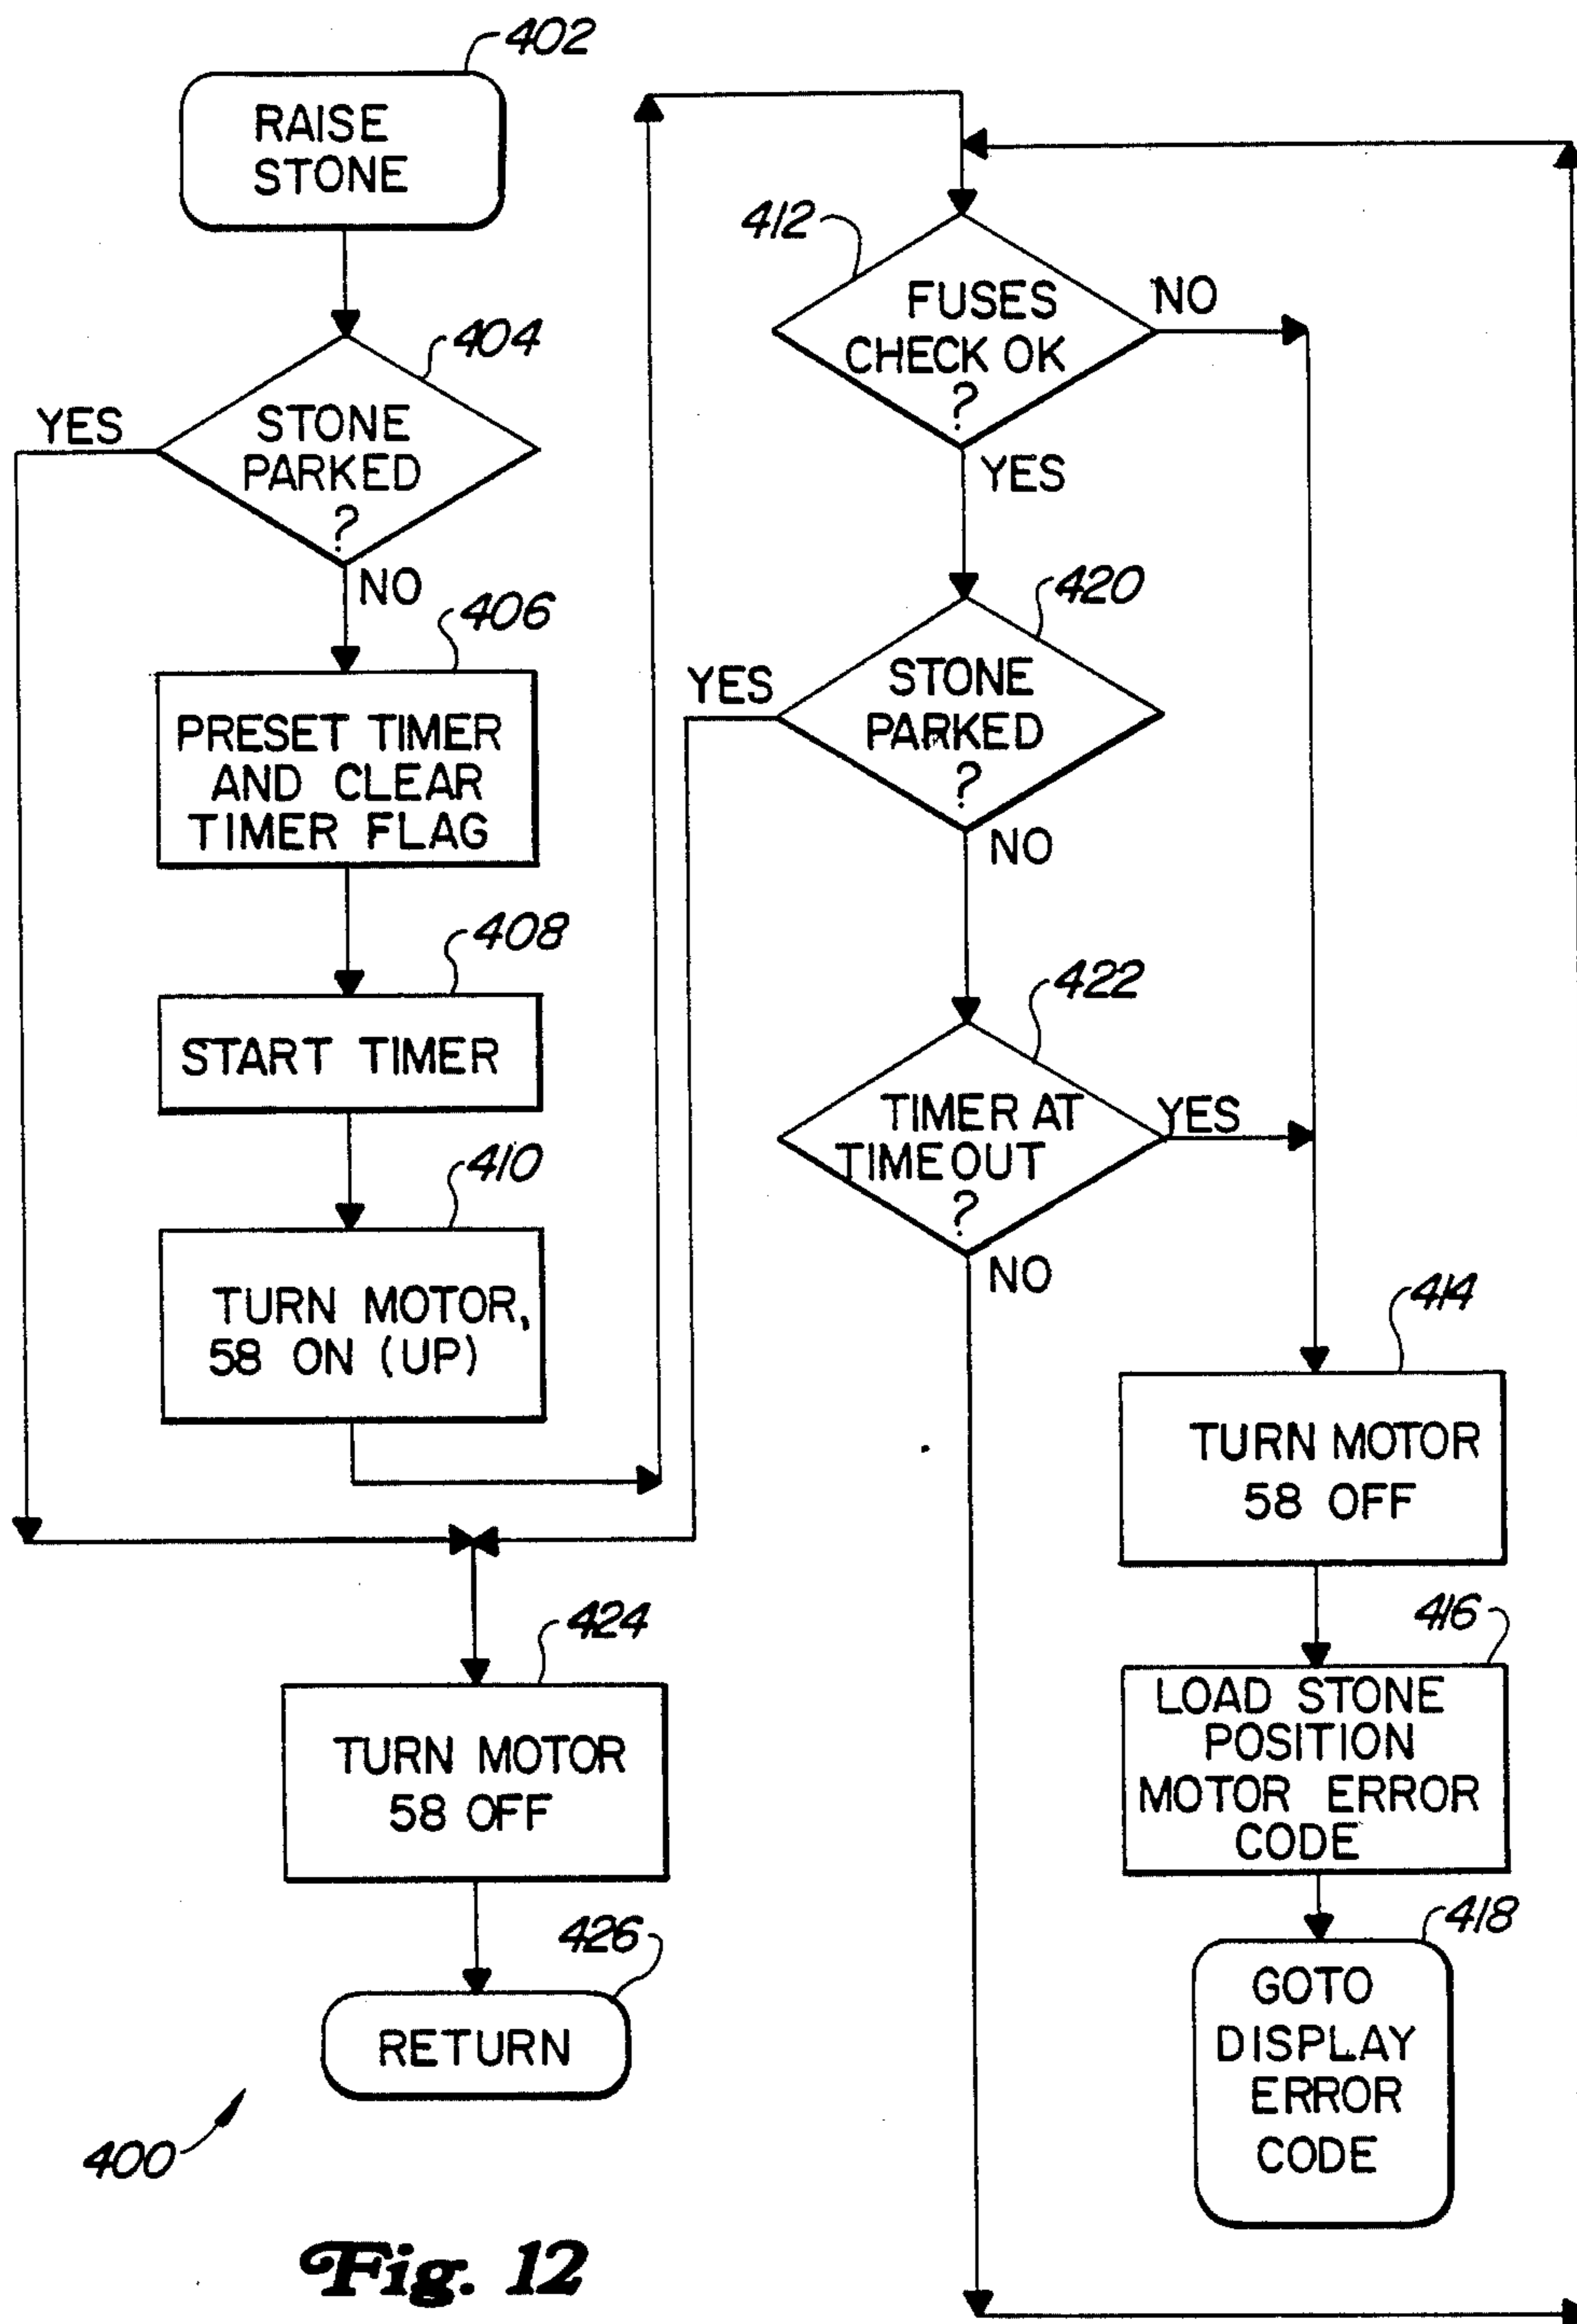 402
RAISE
STONE
404
YES
STONE
PARKED
?
NO
406
PRESET TIMER
AND CLEAR
TIMER FLAG
408
START TIMER
410
TURN MOTOR,
58 ON (UP)
412
FUSES
CHECK OK
?
NO
YES
420
YES
STONE
PARKED
?
NO
422
TIMER AT
TIMEOUT
?
YES
NO
414
TURN MOTOR
58 OFF
416
LOAD STONE
POSITION
MOTOR ERROR
CODE
418
GOTO
DISPLAY
ERROR
CODE
424
TURN MOTOR
58 OFF
426
RETURN
400
Fig. 12